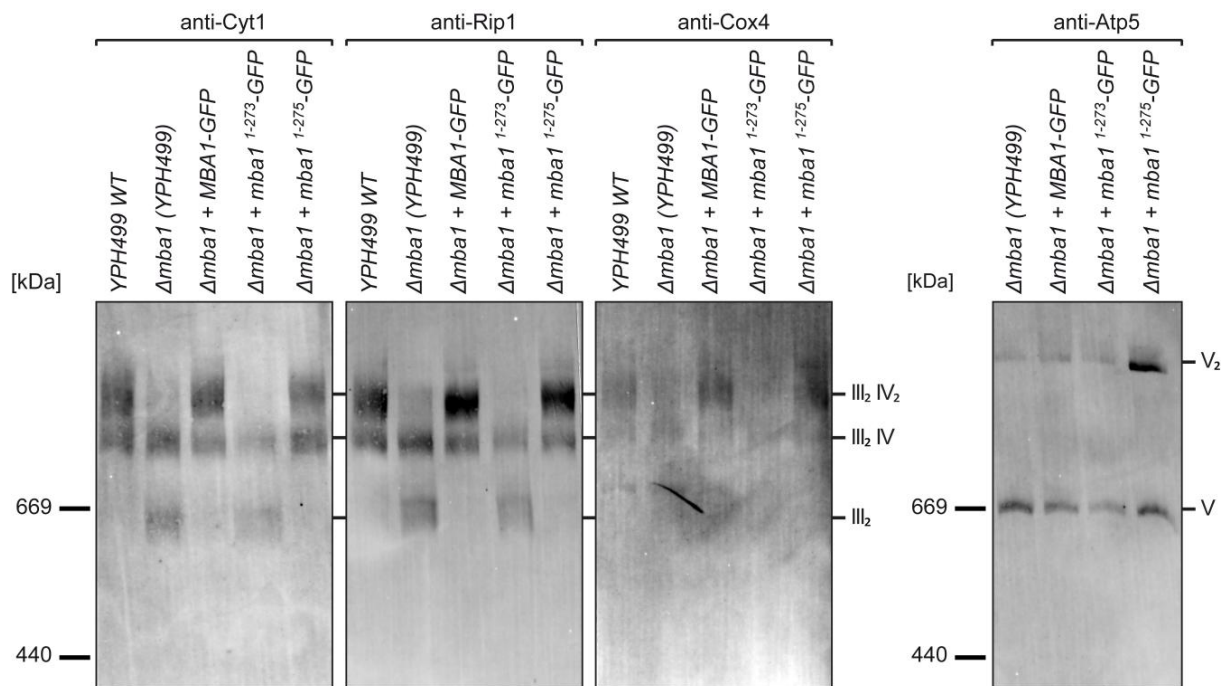 anti-Cyt1
anti-Rip1
anti-Cox4
anti-Atp5
YPH499 WT
Δmba1 (YPH499)
Δmba1 + MBA1-GFP
Δmba1 + mba1 1-273-GFP
Δmba1 + mba1 1-275-GFP
YPH499 WT
Δmba1 (YPH499)
Δmba1 + MBA1-GFP
Δmba1 + mba1 1-273-GFP
Δmba1 + mba1 1-275-GFP
YPH499 WT
Δmba1 (YPH499)
Δmba1 + MBA1-GFP
Δmba1 + mba1 1-273-GFP
Δmba1 + mba1 1-275-GFP
Δmba1 (YPH499)
Δmba1 + MBA1-GFP
Δmba1 + mba1 1-273-GFP
Δmba1 + mba1 1-275-GFP
[kDa]
669
440
III₂ IV₂
III₂ IV
III₂
[kDa]
669
440
V₂
V